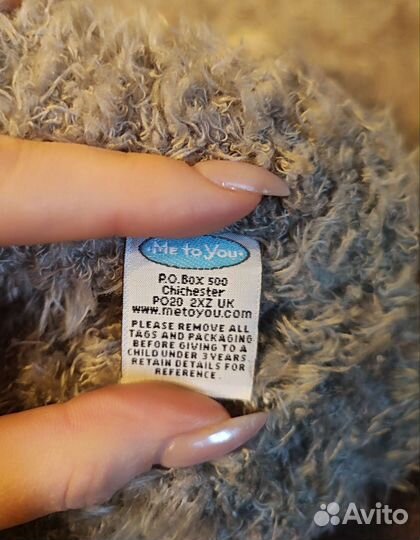 ME TO YOU
P.O.BOX 500
Chichester
PO20 2XZ UK
www.metoyou.com
PLEASE REMOVE ALL
TAGS AND PACKAGING
BEFORE GIVING TO A
CHILD UNDER 3 YEARS.
RETAIN DETAILS FOR
REFERENCE.
Avito